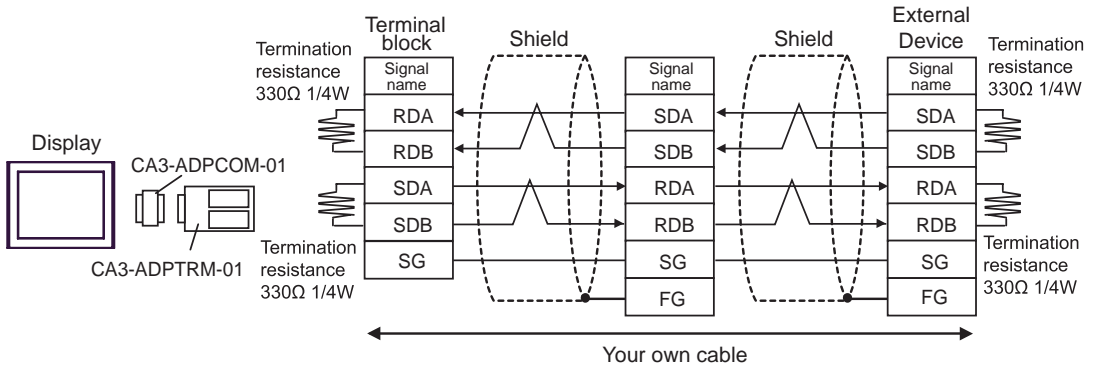 Display
CA3-ADPCOM-01
CA3-ADPTRM-01
Termination
resistance
330Ω 1/4W
Termination
resistance
330Ω 1/4W
Terminal
block
Signal
name
RDA
RDB
SDA
SDB
SG
Shield
Signal
name
SDA
SDB
RDA
RDB
SG
FG
Shield
External
Device
Signal
name
SDA
SDB
RDA
RDB
SG
FG
Termination
resistance
330Ω 1/4W
Termination
resistance
330Ω 1/4W
Your own cable